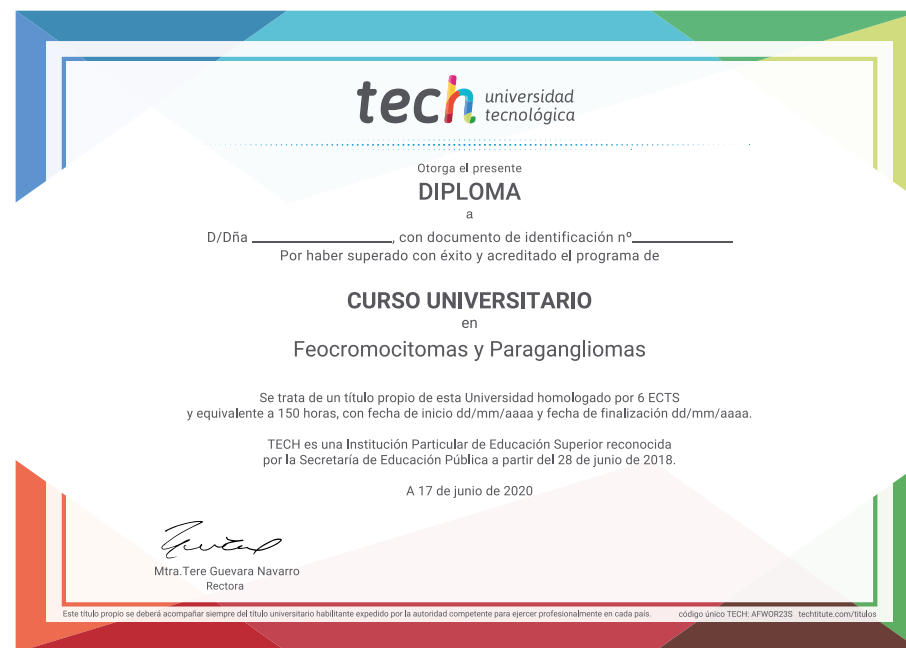 tech universidad
tecnológica
Otorga el presente
DIPLOMA
a
D/Dña ____________________, con documento de identificación nº______________
Por haber superado con éxito y acreditado el programa de
CURSO UNIVERSITARIO
en
Feocromocitomas y Paragangliomas
Se trata de un título propio de esta Universidad homologado por 6 ECTS
y equivalente a 150 horas, con fecha de inicio dd/mm/aaaa y fecha de finalización dd/mm/aaaa.
TECH es una Institución Particular de Educación Superior reconocida
por la Secretaría de Educación Pública a partir del 28 de junio de 2018.
A 17 de junio de 2020
Mtra.Tere Guevara Navarro
Rectora
Este título propio se deberá acompañar siempre del título universitario habilitante expedido por la autoridad competente para ejercer profesionalmente en cada país. código único TECH: AFWOR23S techtitute.com/titulos